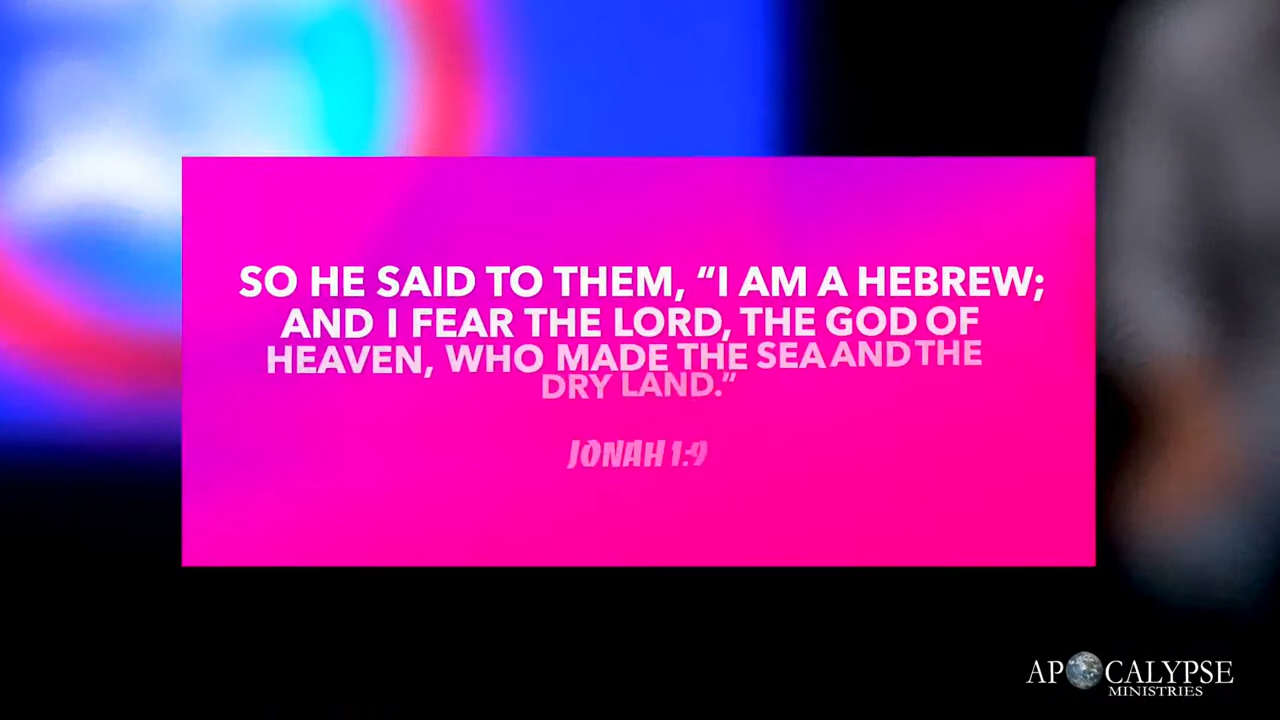 SO HE SAID TO THEM, “I AM A HEBREW;
AND I FEAR THE LORD, THE GOD OF
HEAVEN, WHO MADE THE SEA AND THE
DRY LAND.”
JONAH 1:9
APOCALYPSE
MINISTRIES